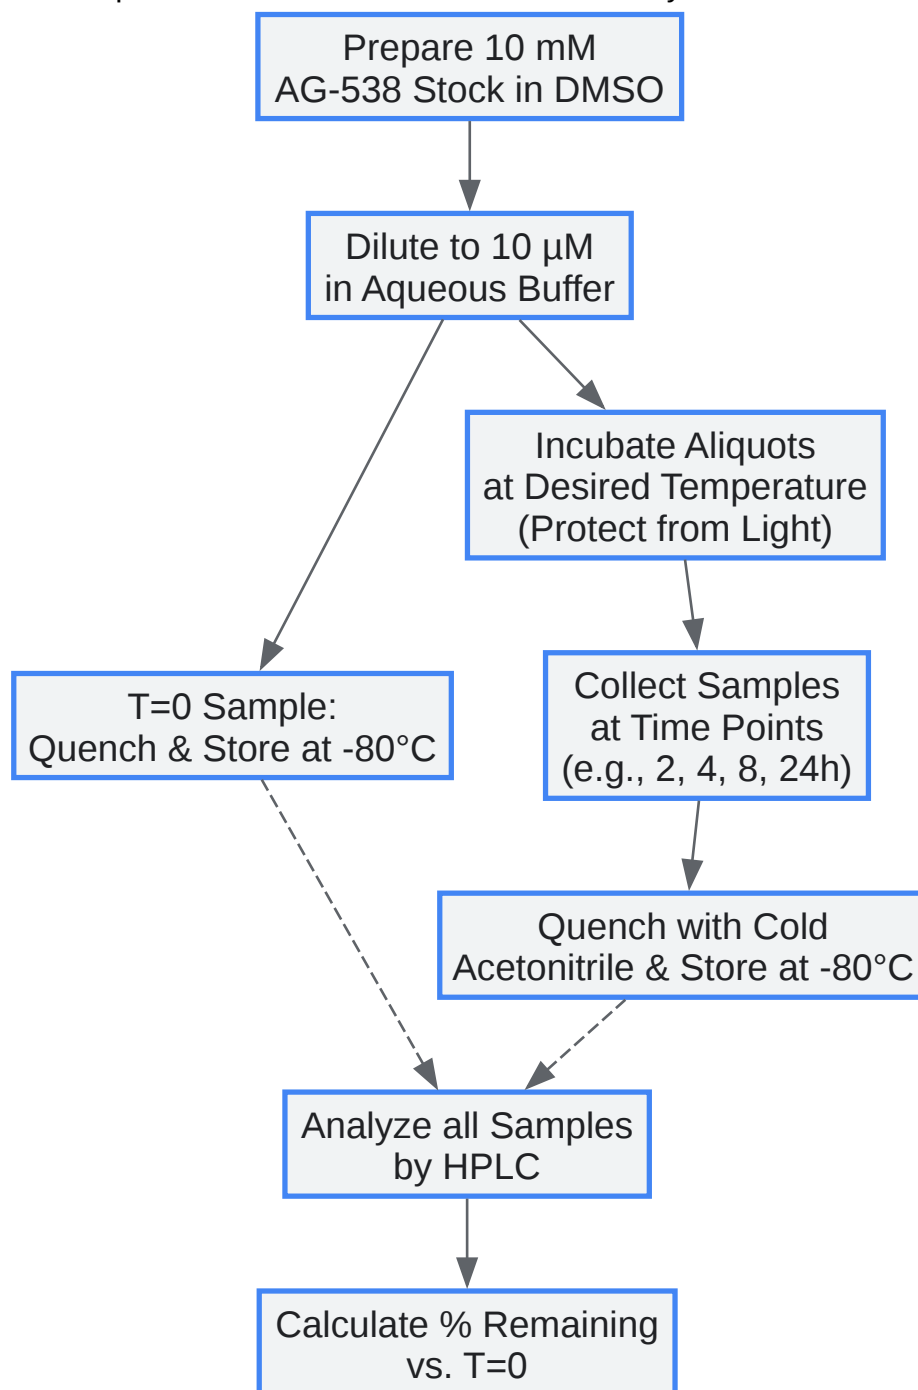 Prepare 10 mM
AG-538 Stock in DMSO
Dilute to 10 µM
in Aqueous Buffer
Incubate Aliquots
at Desired Temperature
(Protect from Light)
T=0 Sample:
Quench & Store at -80°C
Collect Samples
at Time Points
(e.g., 2, 4, 8, 24h)
Quench with Cold
Acetonitrile & Store at -80°C
Analyze all Samples
by HPLC
Calculate % Remaining
vs. T=0